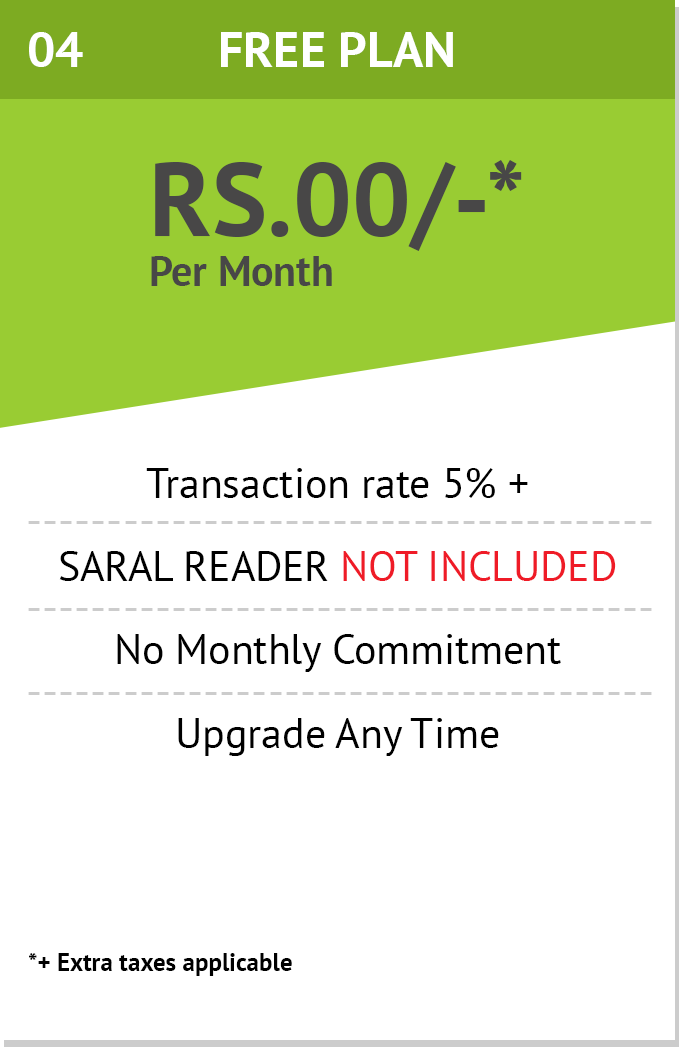 04 FREE PLAN
RS.00/-*
Per Month
Transaction rate 5% +
SARAL READER NOT INCLUDED
No Monthly Commitment
Upgrade Any Time
*+ Extra taxes applicable